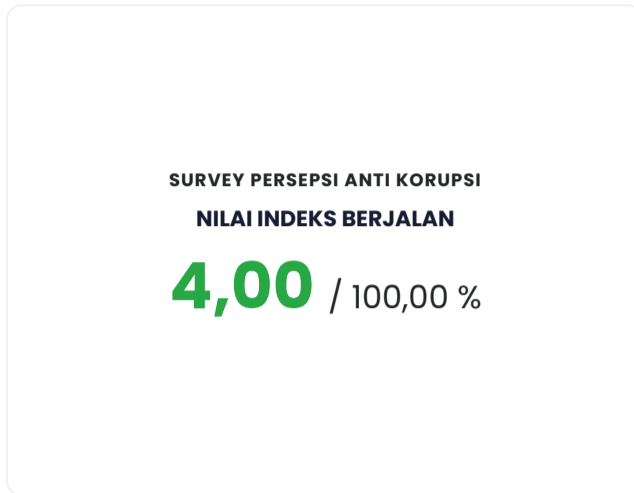 SURVEY PERSEPSI ANTI KORUPSI
NILAI INDEKS BERJALAN
4,00 / 100,00 %